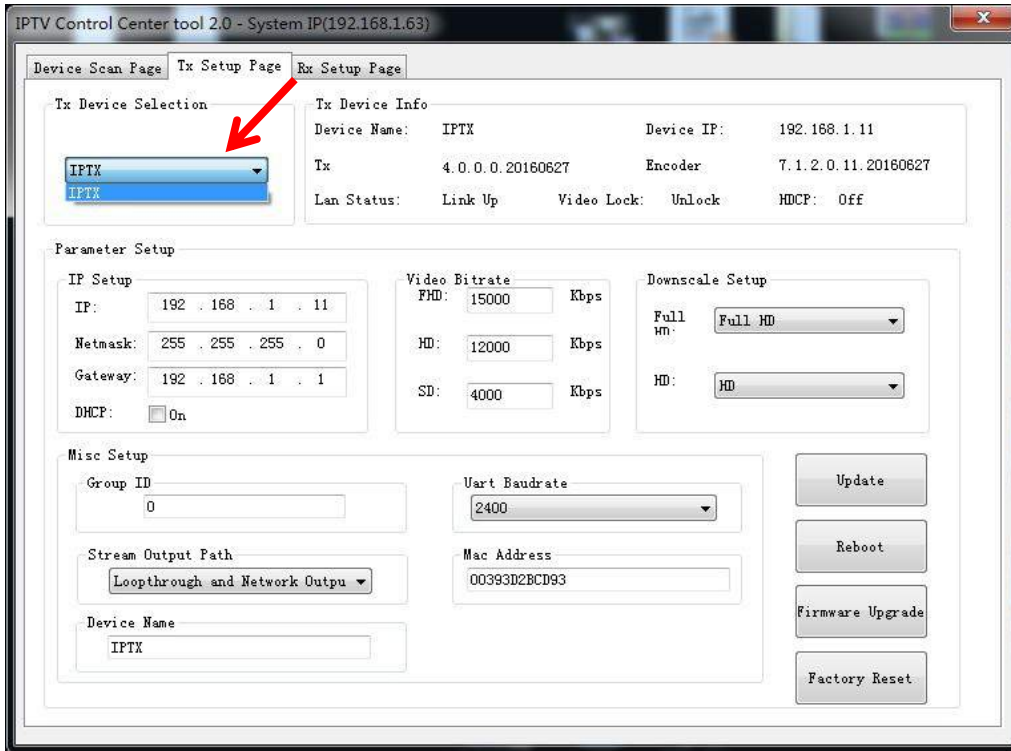 IPTV Control Center tool 2.0 - System IP(192.168.1.63)
Device Scan Page Tx Setup Page Rx Setup Page
Tx Device Selection
IPTX
IPTX
Tx Device Info
Device Name: IPTX Device IP: 192.168.1.11
Tx 4.0.0.0.20160627 Encoder 7.1.2.0.11.20160627
Lan Status: Link Up Video Lock: Unlock HDCP: Off
Parameter Setup
IP Setup
IP: 192 . 168 . 1 . 11
Netmask: 255 . 255 . 255 . 0
Gateway: 192 . 168 . 1 . 1
DHCP: On
Video Bitrate
FHD: 15000 Kbps
HD: 12000 Kbps
SD: 4000 Kbps
Downscale Setup
Full HD: Full HD
HD: HD
Misc Setup
Group ID
0
Uart Baudrate
2400
Stream Output Path
Loopthrough and Network Outpu
Mac Address
00393D2BCD93
Device Name
IPTX
Update
Reboot
Firmware Upgrade
Factory Reset